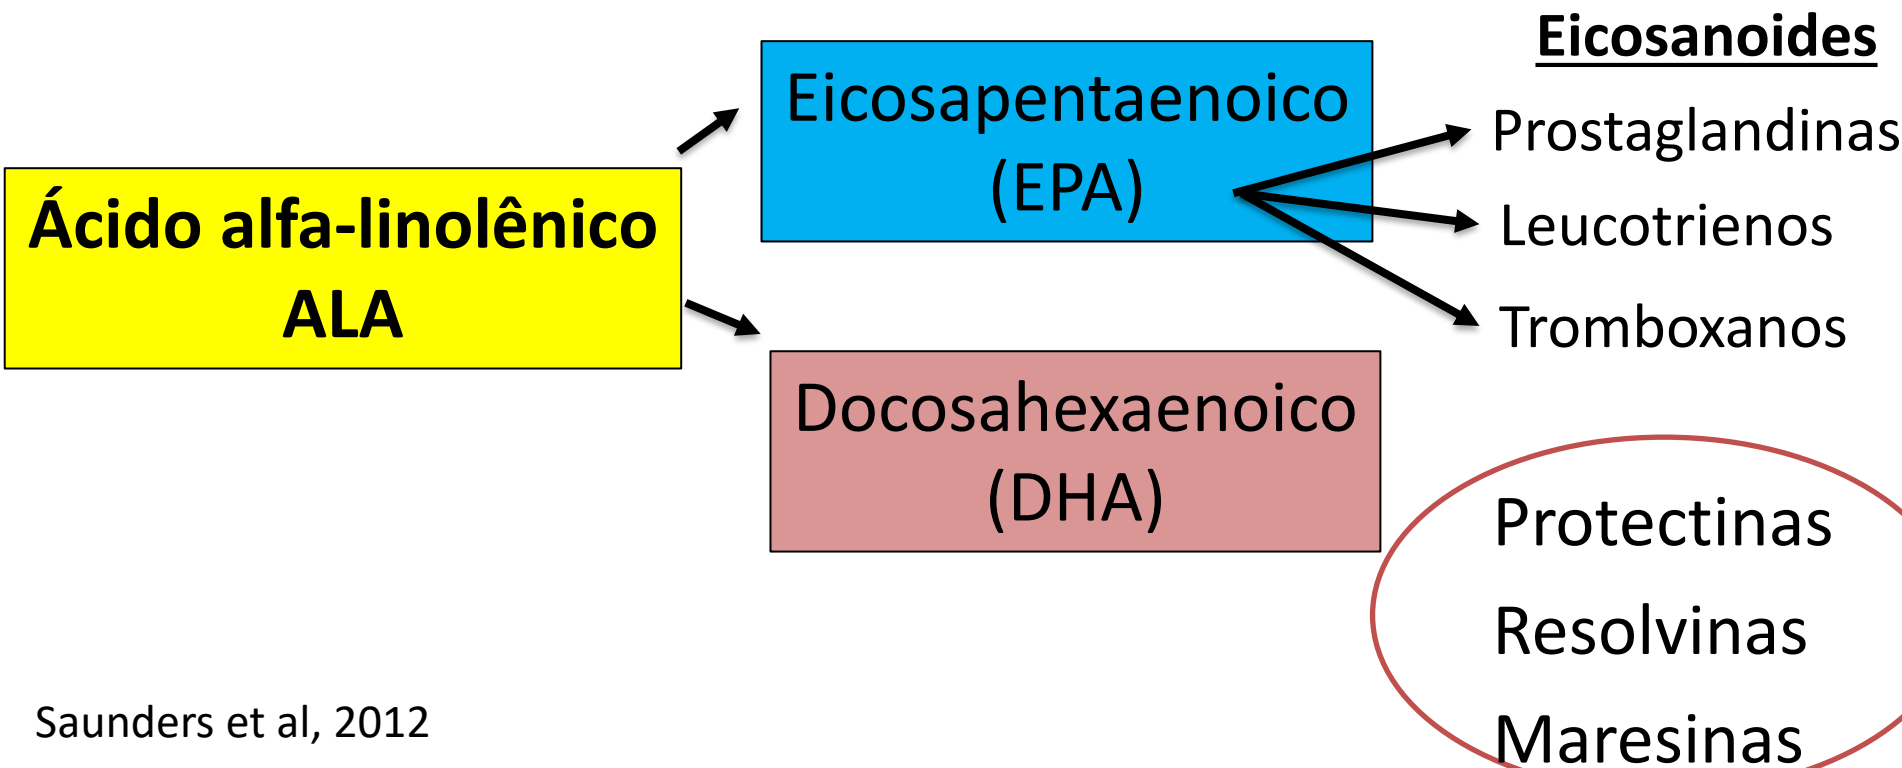 Eicosanoides
Eicosapentaenoico
(EPA)
Prostaglandinas
Leucotrienos
Tromboxanos
Ácido alfa-linolênico
ALA
Docosahexaenoico
(DHA)
Protectinas
Resolvinas
Maresinas
Saunders et al, 2012